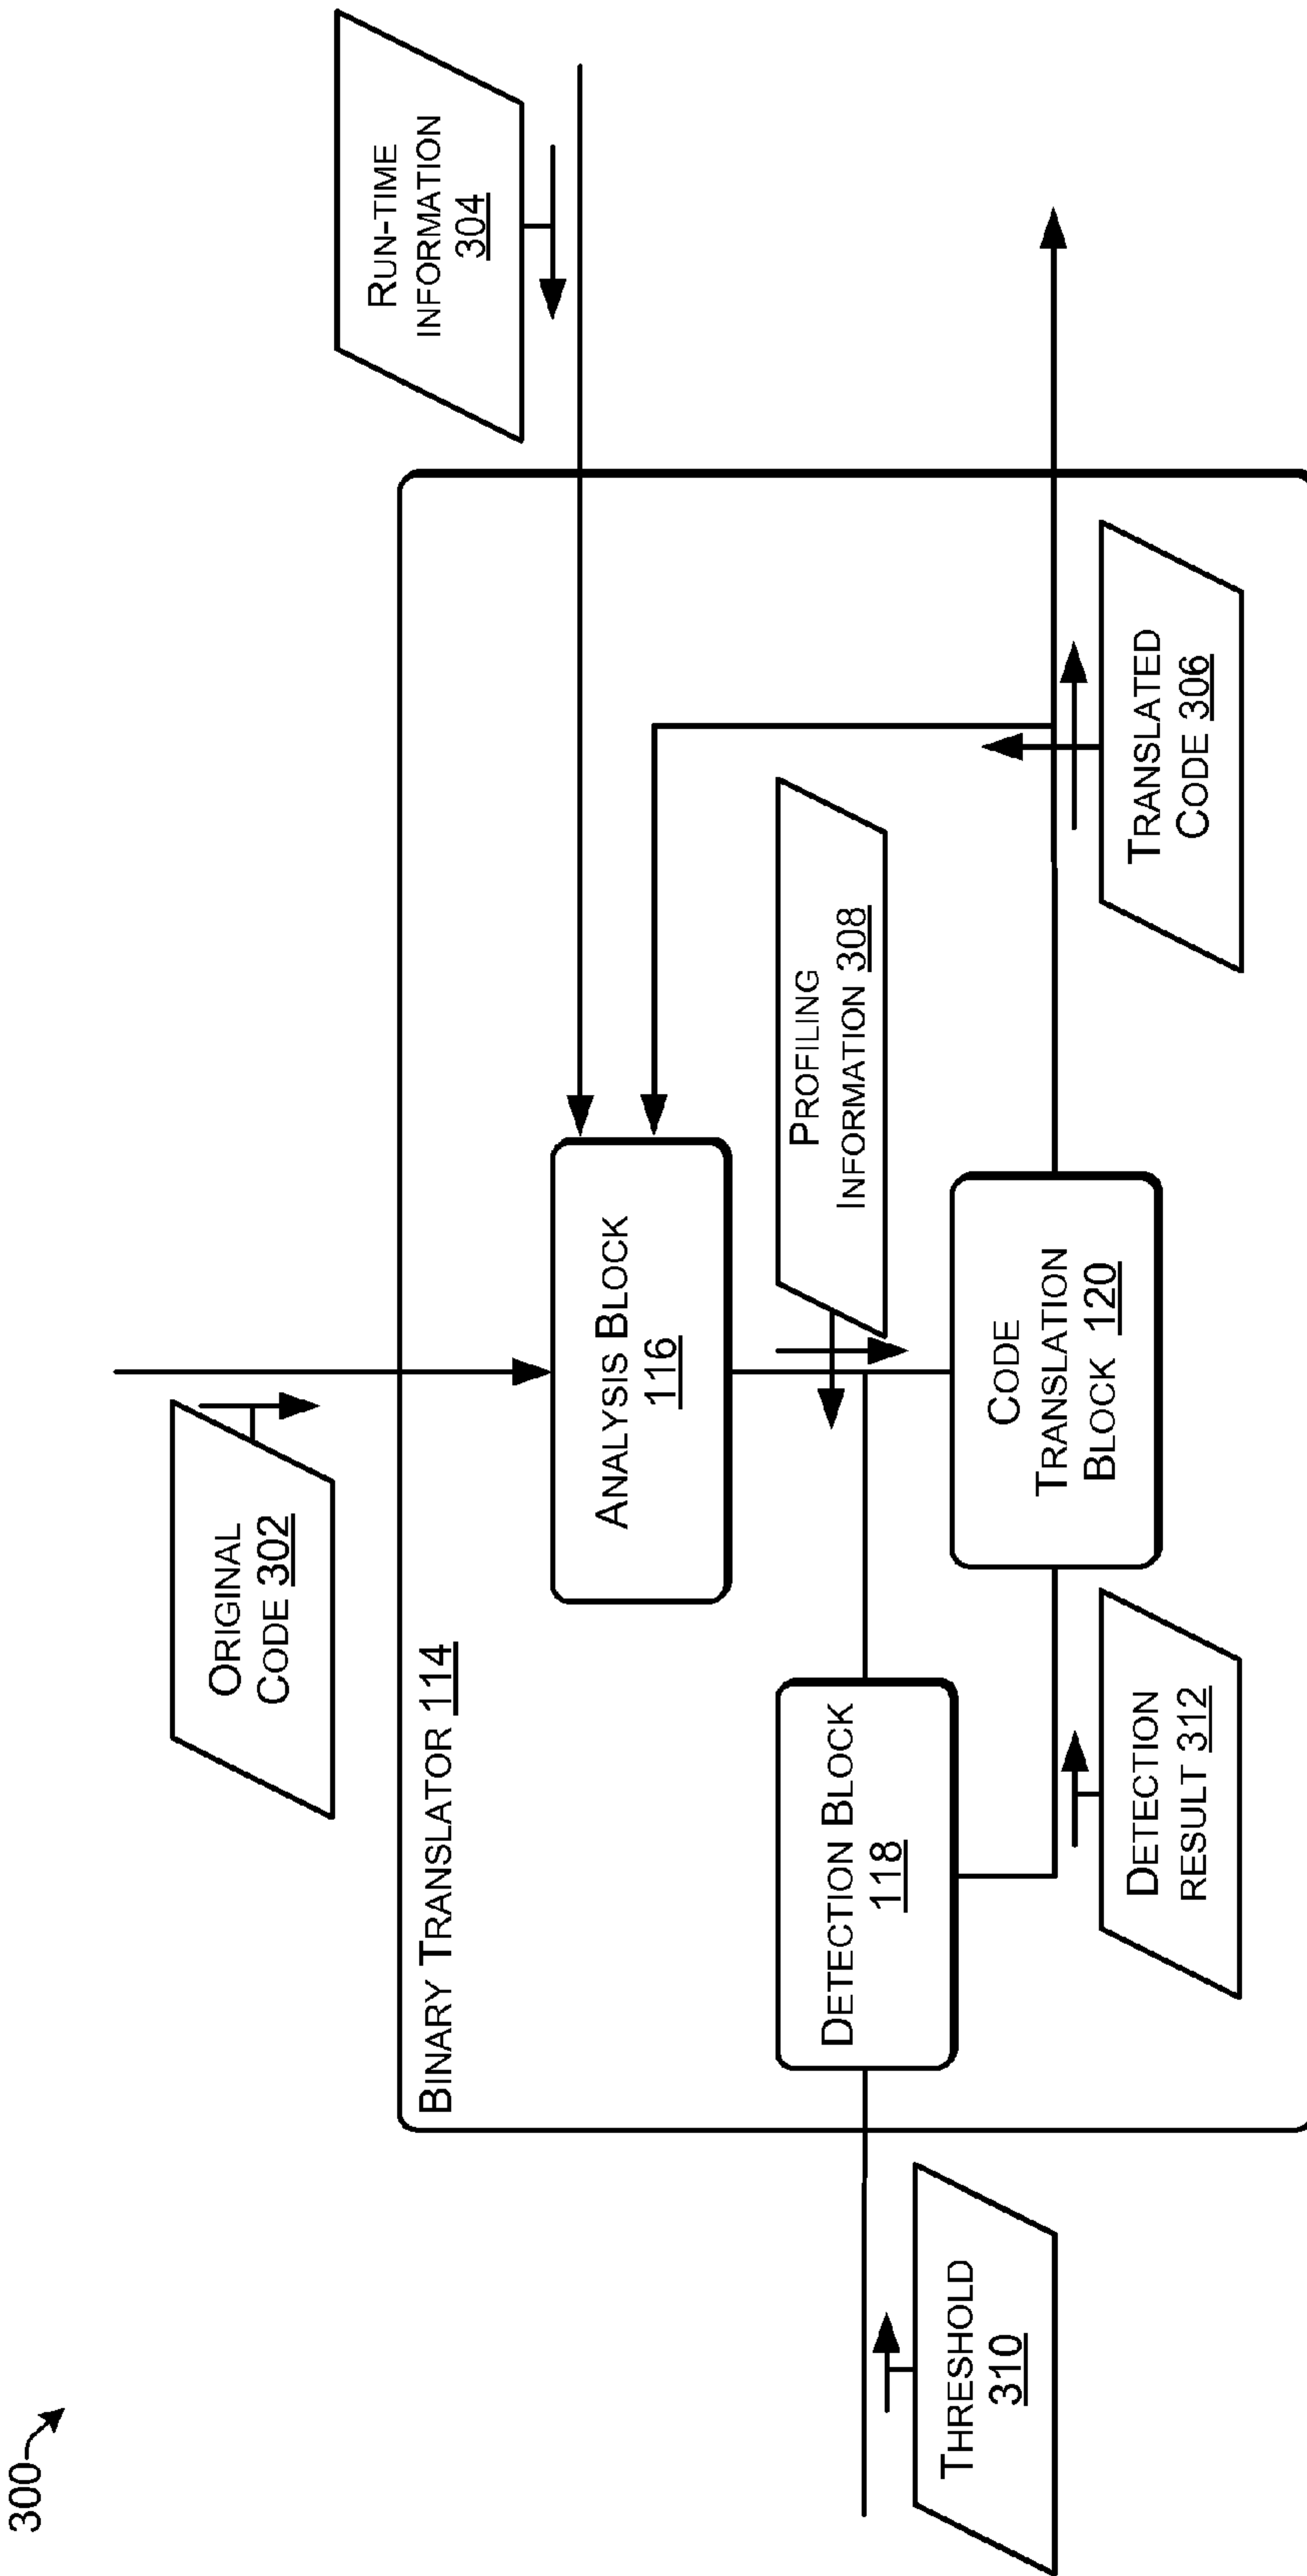 300
ORIGINAL
CODE 302
RUN-TIME
INFORMATION
304
BINARY TRANSLATOR 114
ANALYSIS BLOCK
116
PROFILING
INFORMATION 308
DETECTION BLOCK
118
THRESHOLD
310
CODE
TRANSLATION
BLOCK 120
DETECTION
RESULT 312
TRANSLATED
CODE 306